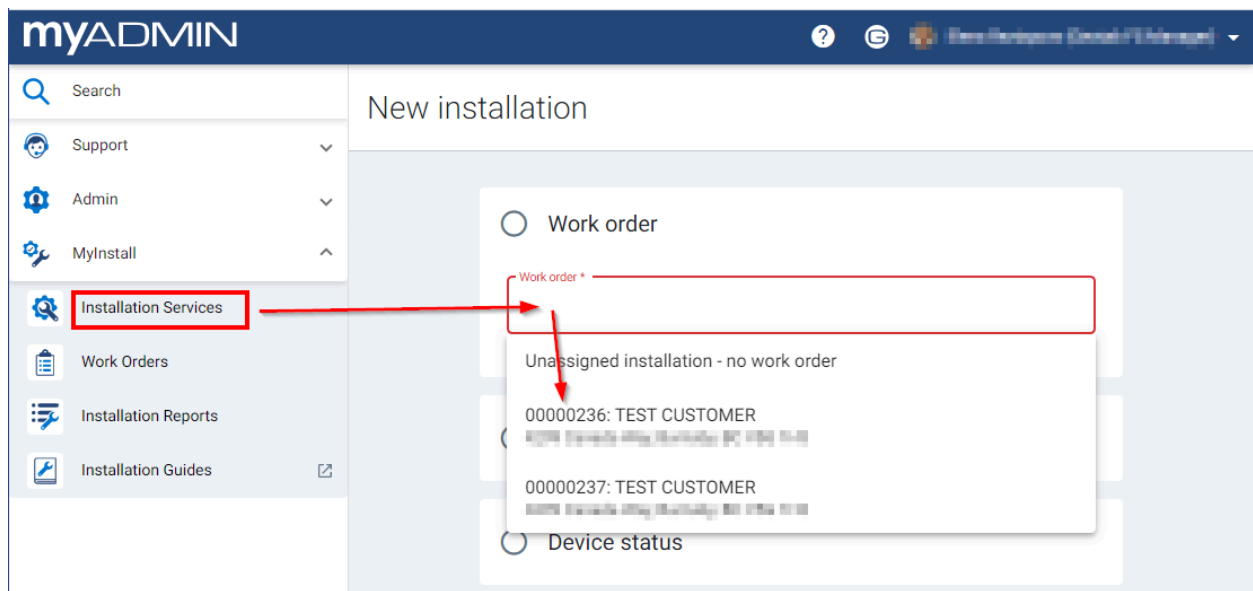 myADMIN
Search
Support
Admin
MyInstall
Installation Services
Work Orders
Installation Reports
Installation Guides
New installation
Work order
Work order *
Unassigned installation - no work order
00000236: TEST CUSTOMER
00000237: TEST CUSTOMER
Device status